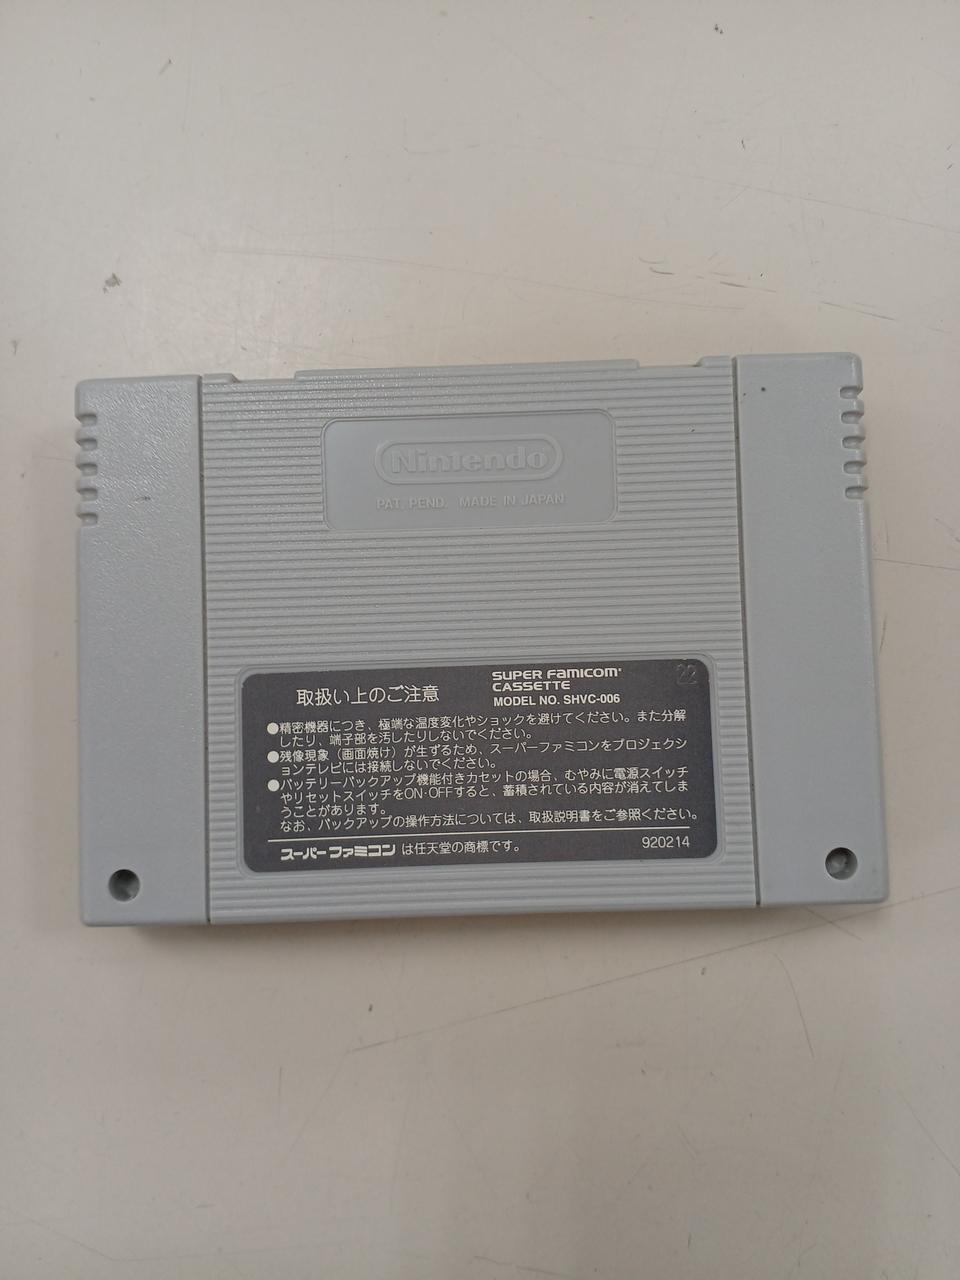 Nintendo
PAT. PEND. MADE IN JAPAN
取扱い上のご注意
SUPER FAMICOM
CASSETTE
MODEL NO. SHVC-006
22
●精密機器につき、極端な温度変化やショックを避けてください。また分解
したり、端子部を汚したりしないでください。
●残像現象（画面焼け）が生ずるため、スーパーファミコンをプロジェクシ
ョンテレビには接続しないでください。
●バッテリーバックアップ機能付きカセットの場合、むやみに電源スイッチ
やリセットスイッチをON·OFFすると、蓄積されている内容が消えてしま
うことがあります。
なお、バックアップの操作方法については、取扱説明書をご参照ください。
スーパーファミコンは任天堂の商標です。
920214